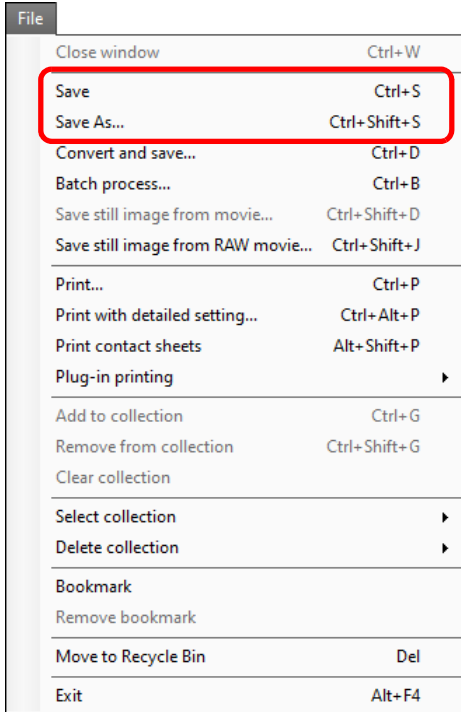 File
Close window Ctrl+W
Save Ctrl+S
Save As... Ctrl+Shift+S
Convert and save... Ctrl+D
Batch process... Ctrl+B
Save still image from movie... Ctrl+Shift+D
Save still image from RAW movie... Ctrl+Shift+J
Print... Ctrl+P
Print with detailed setting... Ctrl+Alt+P
Print contact sheets Alt+Shift+P
Plug-in printing
Add to collection Ctrl+G
Remove from collection Ctrl+Shift+G
Clear collection
Select collection
Delete collection
Bookmark
Remove bookmark
Move to Recycle Bin Del
Exit Alt+F4